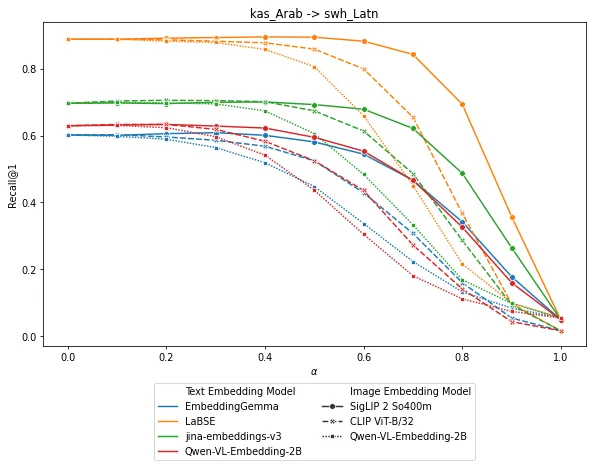 kas_Arab -> swh_Latn
Recall@1
0.8
0.6
0.4
0.2
0.0
0.0 0.2 0.4 0.6 0.8 1.0
α
Text Embedding Model Image Embedding Model
EmbeddingGemma SigLIP 2 So400m
LaBSE CLIP ViT-B/32
jina-embeddings-v3 Qwen-VL-Embedding-2B
Qwen-VL-Embedding-2B